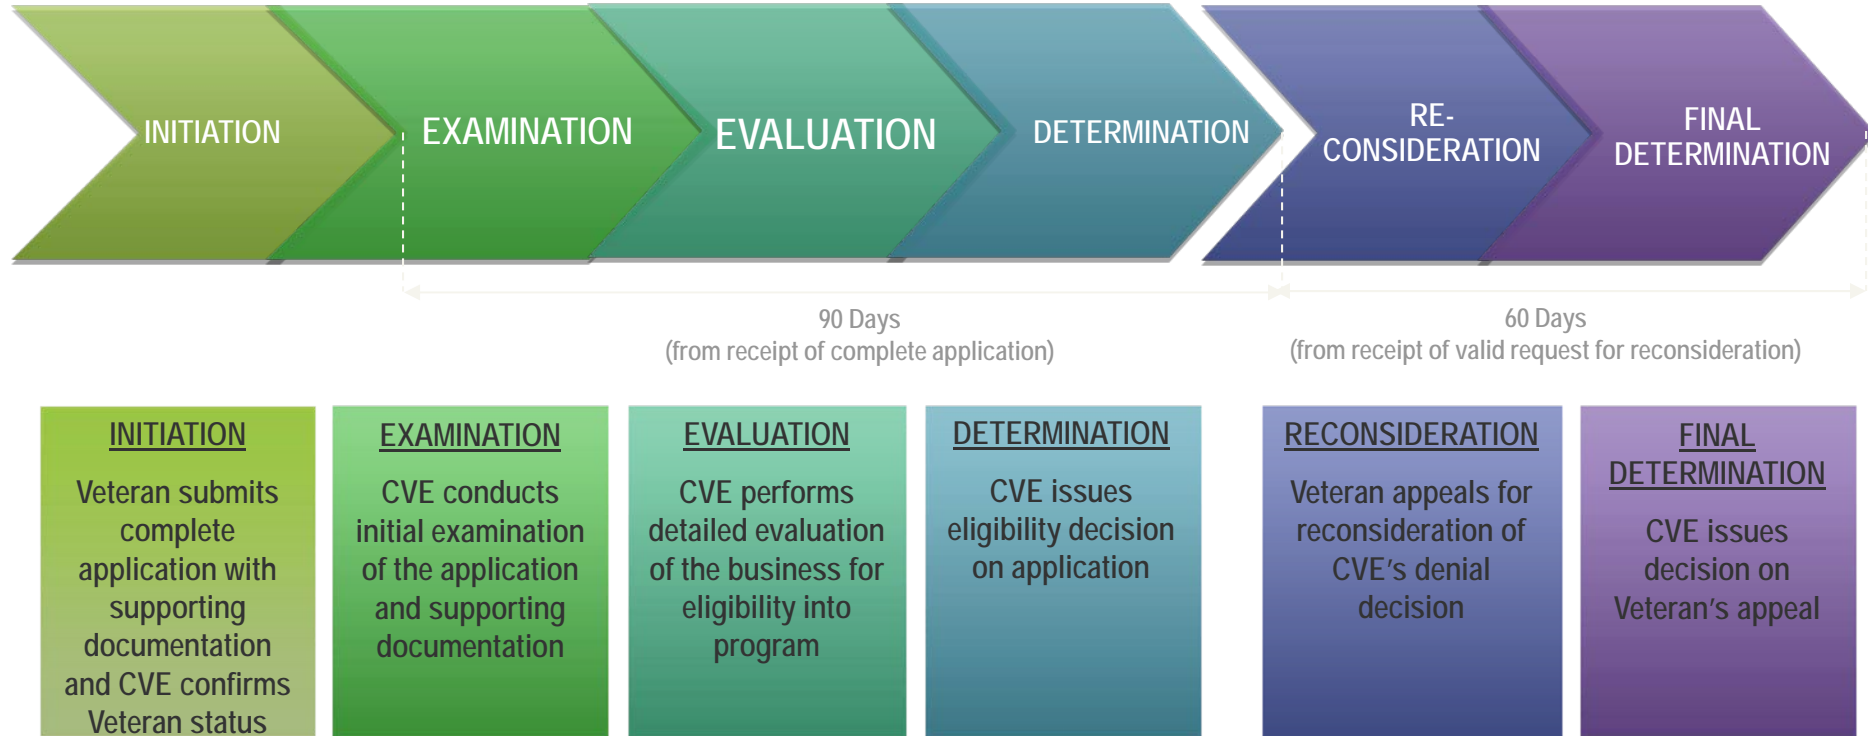 INITIATION
EXAMINATION
EVALUATION
DETERMINATION
RE-
CONSIDERATION
FINAL
DETERMINATION
90 Days
(from receipt of complete application)
60 Days
(from receipt of valid request for reconsideration)
INITIATION
Veteran submits
complete
application with
supporting
documentation
and CVE confirms
Veteran status
EXAMINATION
CVE conducts
initial examination
of the application
and supporting
documentation
EVALUATION
CVE performs
detailed evaluation
of the business for
eligibility into
program
DETERMINATION
CVE issues
eligibility decision
on application
RECONSIDERATION
Veteran appeals for
reconsideration of
CVE’s denial
decision
FINAL
DETERMINATION
CVE issues
decision on
Veteran’s appeal